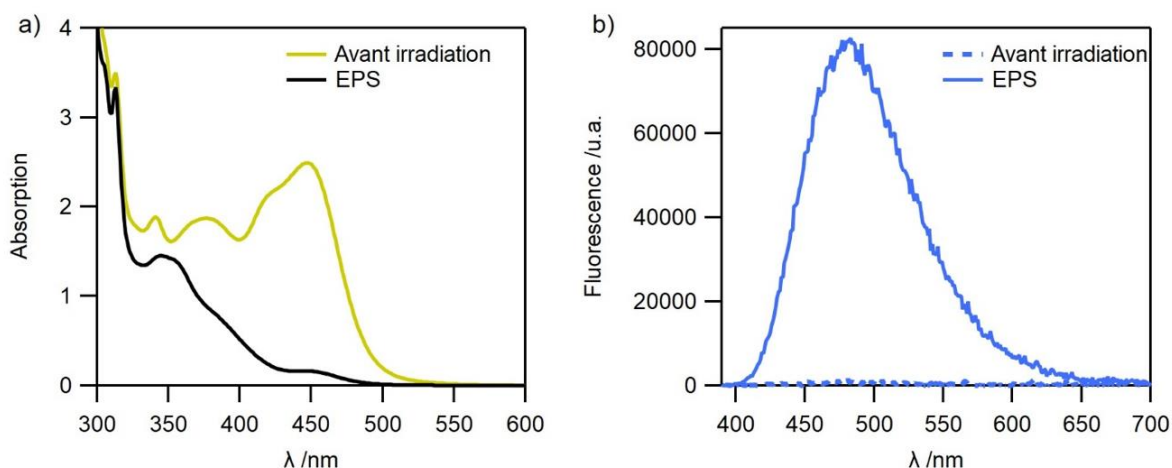 a)
4
3
2
1
0
Absorption
Avant irradiation
EPS
300 350 400 450 500 550 600
λ /nm
b)
80000
60000
40000
20000
0
Fluorescence /u.a.
Avant irradiation
EPS
400 450 500 550 600 650 700
λ /nm